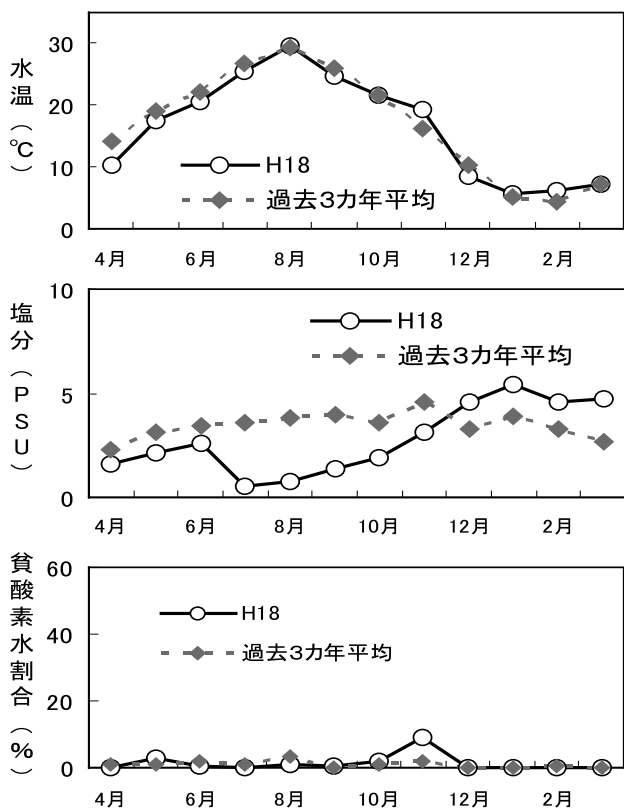 水温（℃）
30
20
10
0
H18
過去3カ年平均
4月 6月 8月 10月 12月 2月
塩分（PSU）
10
5
0
H18
過去3カ年平均
4月 6月 8月 10月 12月 2月
貧酸素水割合（%）
60
40
20
0
H18
過去3カ年平均
4月 6月 8月 10月 12月 2月